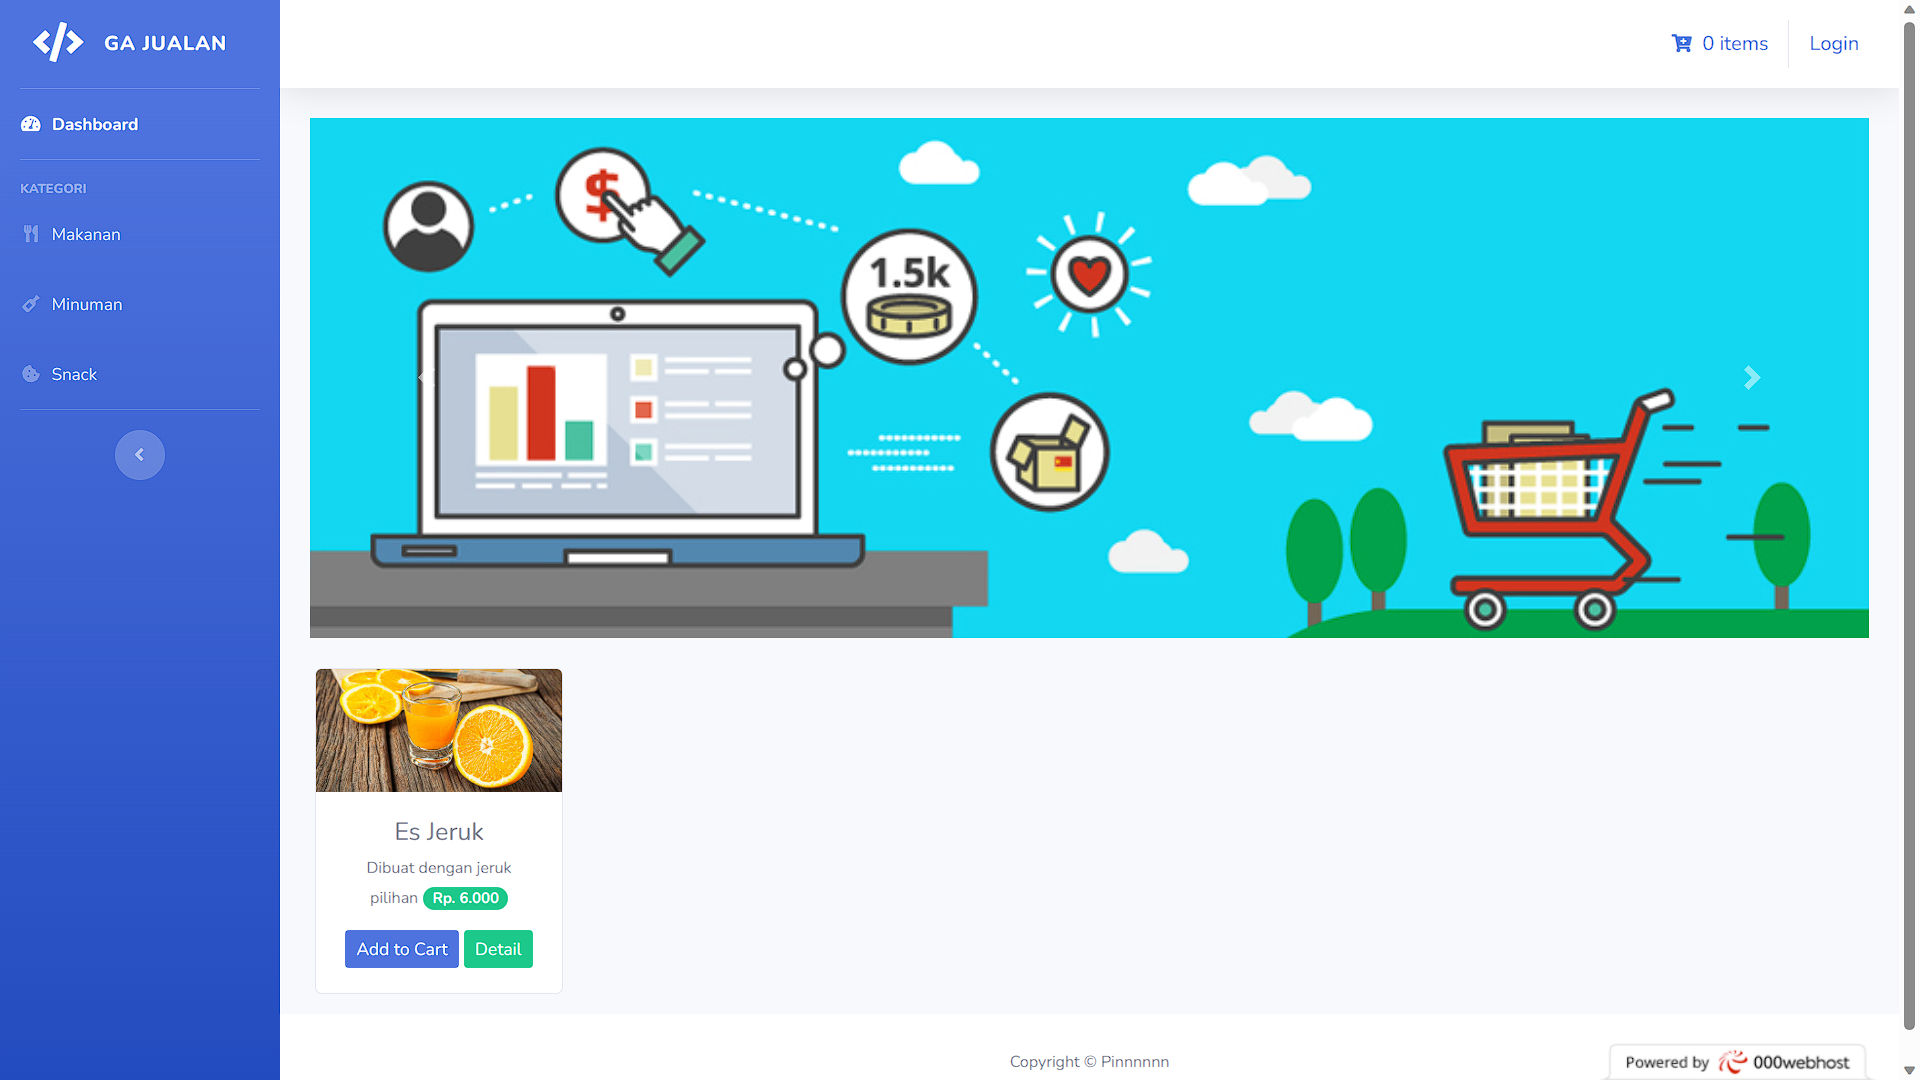 GA JUALAN
0 items
Login
Dashboard
KATEGORI
Makanan
Minuman
Snack
$
1.5k
Es Jeruk
Dibuat dengan jeruk
pilihan Rp. 6.000
Add to Cart
Detail
Copyright © Pinnnnnn
Powered by 000webhost